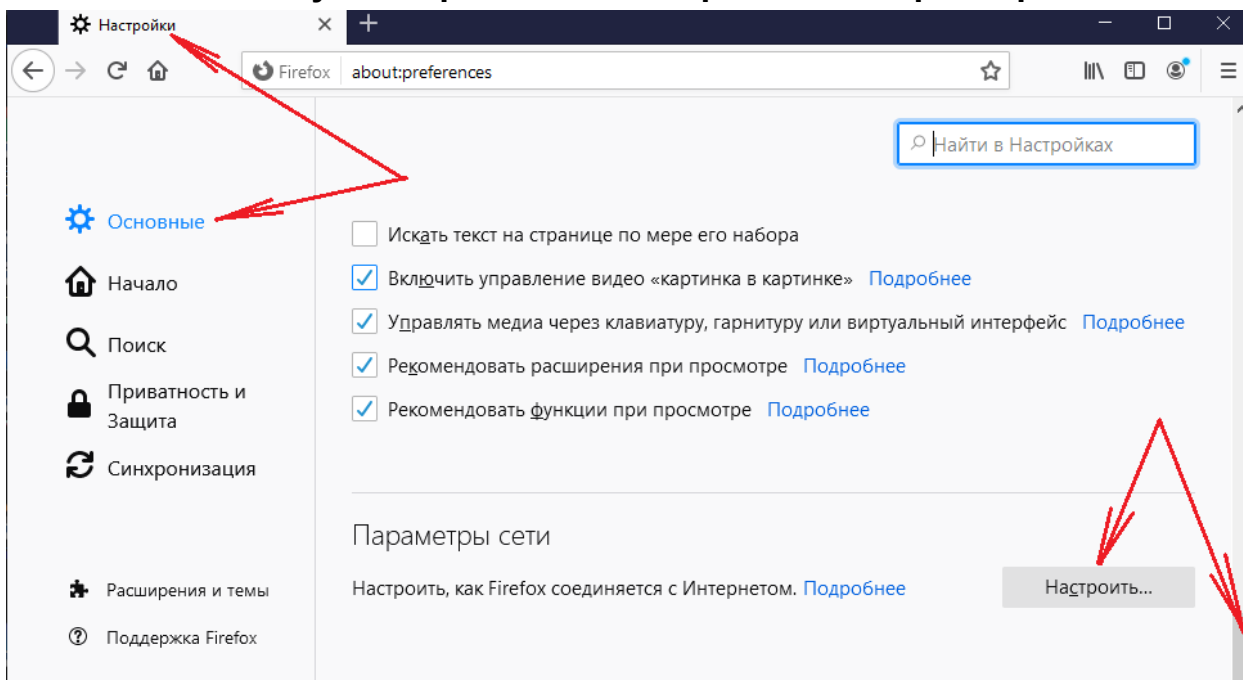 Настройки
Firefox about:preferences
Найти в Настройках
Основные
Начало
Поиск
Приватность и
Защита
Синхронизация
Расширения и темы
Поддержка Firefox
Искать текст на странице по мере его набора
Включить управление видео «картинка в картинке» Подробнее
Управлять медиа через клавиатуру, гарнитуру или виртуальный интерфейс Подробнее
Рекомендовать расширения при просмотре Подробнее
Рекомендовать функции при просмотре Подробнее
Параметры сети
Настроить, как Firefox соединяется с Интернетом. Подробнее
Настроить...